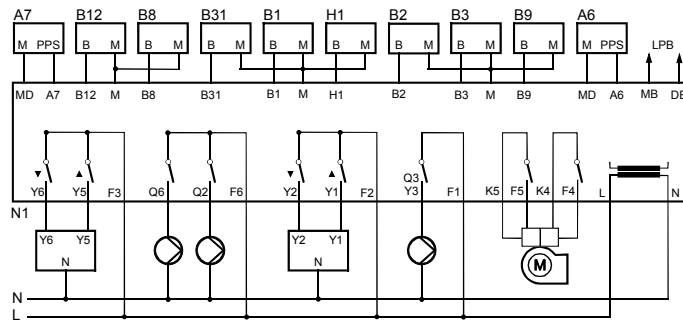 A7 B12 B8 B31 B1 H1 B2 B3 B9 A6
M PPS B M B M B M B M B M B M B M B M M PPS LPB
MD A7 B12 M B8 B31 B1 M H1 B2 B3 M B9 MD A6 MB DB
Q3
Y6 Y5 F3 Q6 Q2 F6 Y2 Y1 F2 Y3 F1 K5 F5 K4 F4 L N
N1
Y6 Y5 Y2 Y1
N N M
N
L